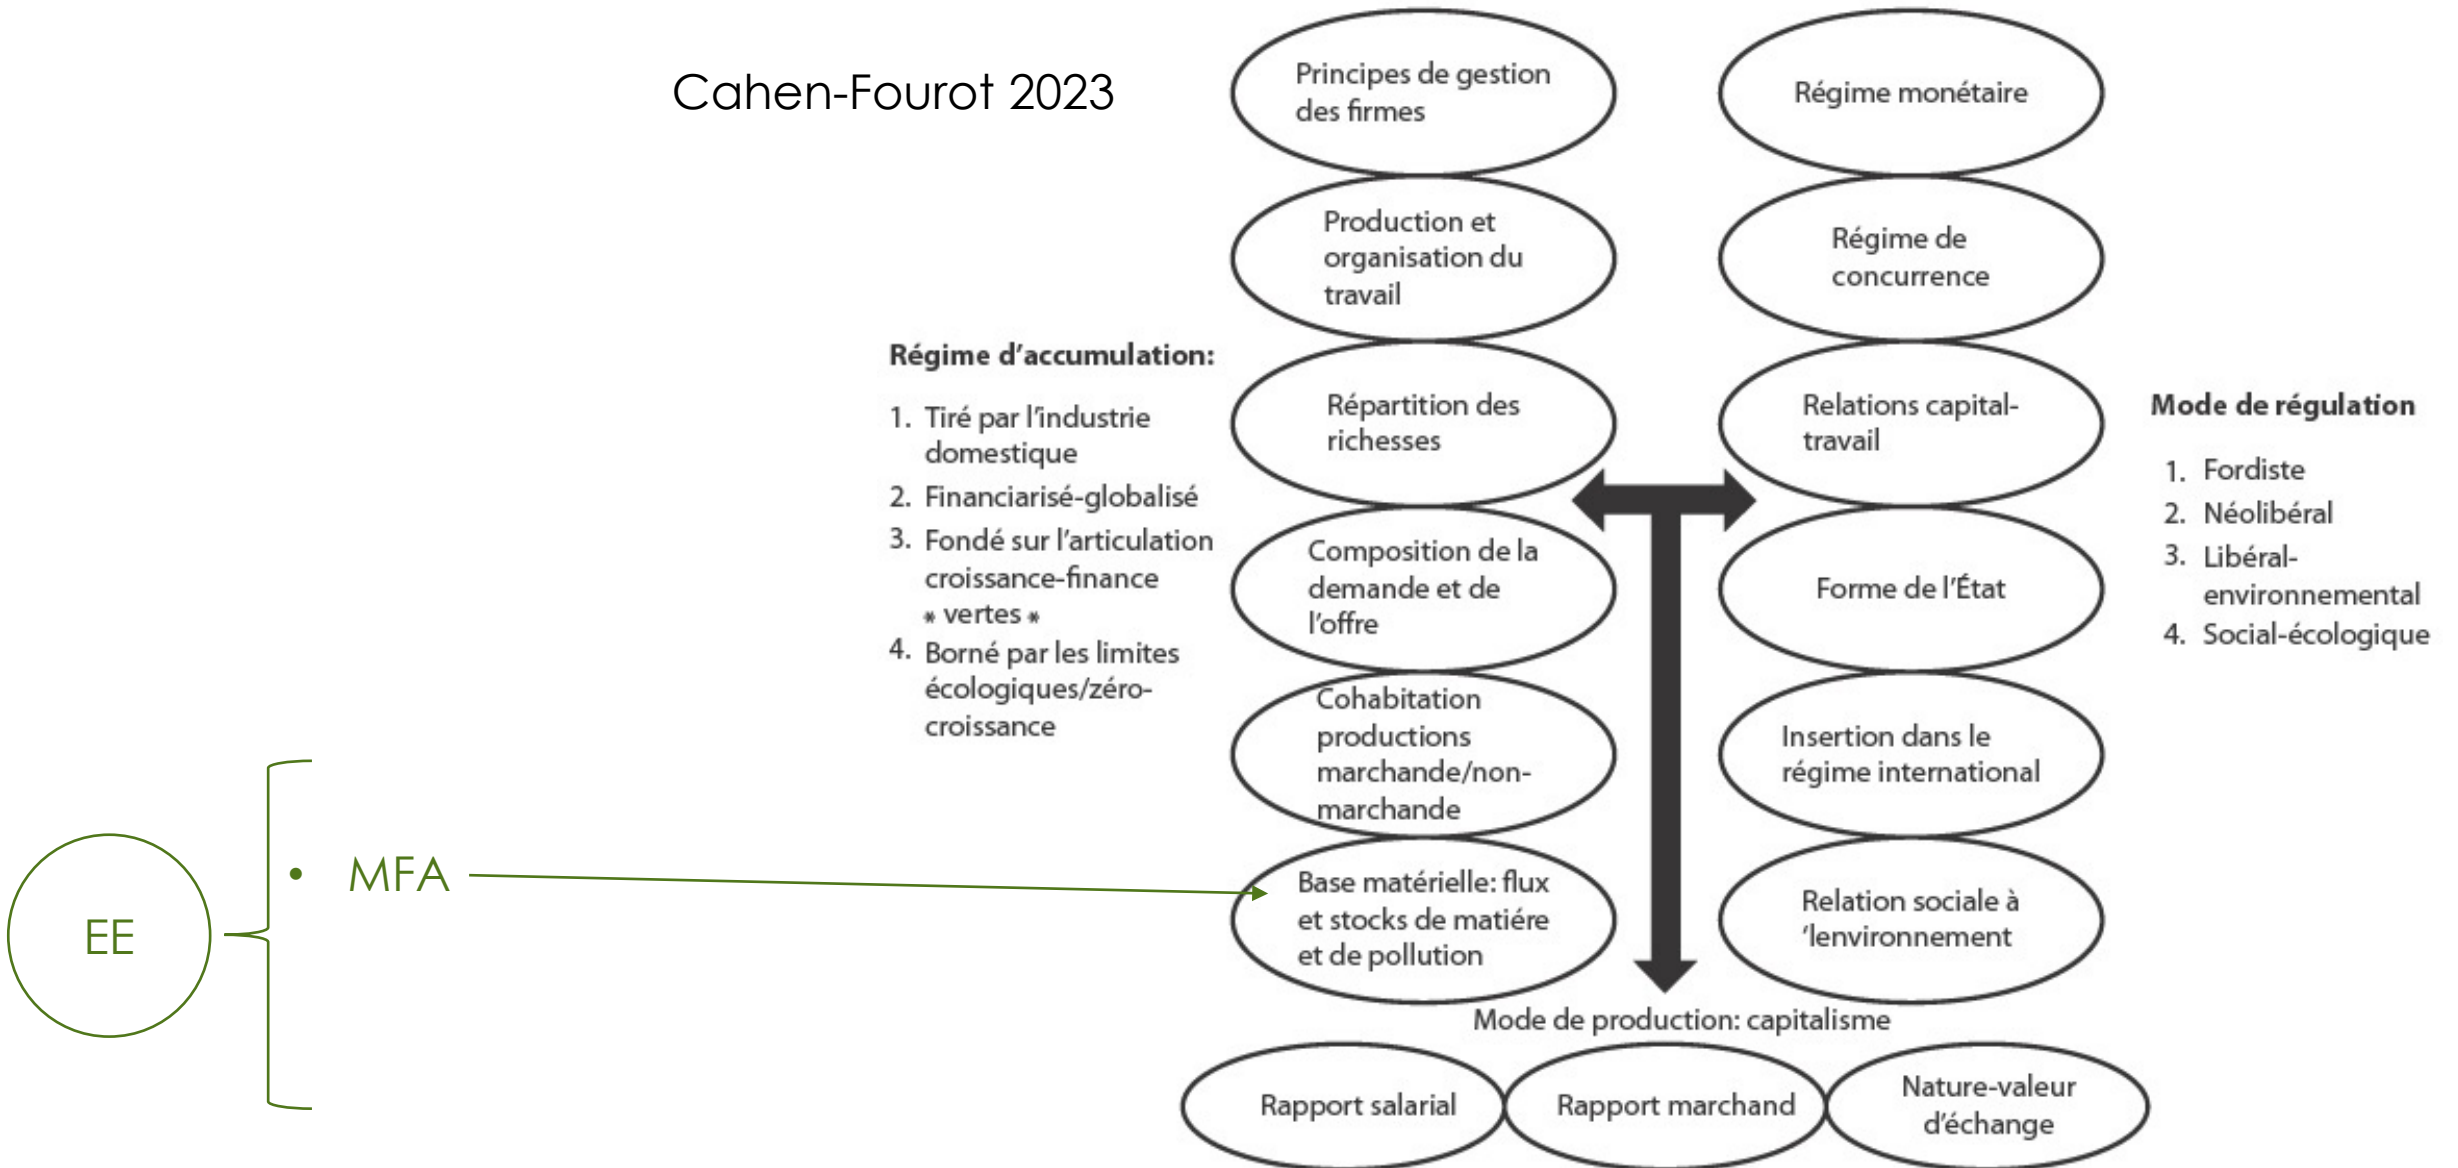 Cahen-Fourot 2023
Principes de gestion
des firmes
Régime monétaire
Production et
organisation du
travail
Régime de
concurrence
Régime d'accumulation:
1. Tiré par l'industrie
domestique
2. Financiarisé-globalisé
3. Fondé sur l'articulation
croissance-finance
* vertes *
4. Borné par les limites
écologiques/zéro-
croissance
Répartition des
richesses
Relations capital-
travail
Mode de régulation
1. Fordiste
2. Néolibéral
3. Libéral-
environnemental
4. Social-écologique
Composition de la
demande et de
l'offre
Forme de l'État
Cohabitation
productions
marchande/non-
marchande
Insertion dans le
régime international
EE
• MFA
Base matérielle: flux
et stocks de matiére
et de pollution
Relation sociale à
'lenvironnement
Mode de production: capitalisme
Rapport salarial
Rapport marchand
Nature-valeur
d'échange